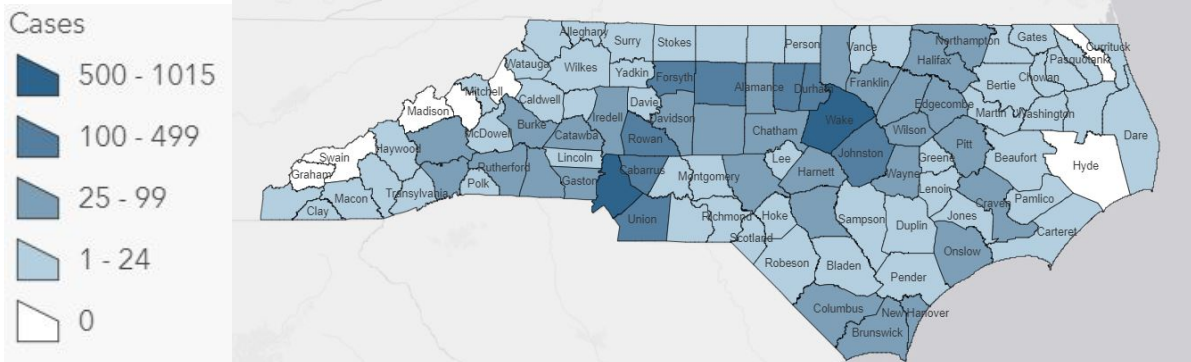 Cases
500 - 1015
100 - 499
25 - 99
1 - 24
0
Alleghany
Surry
Stokes
Person
Vance
Northampton
Gates
Currituck
Pasquotank
Chowan
Halifax
Bertie
Watauga
Wilkes
Yadkin
Forsyth
Alamance
Durham
Franklin
Edgecombe
Martin
Washington
Mitchell
Madison
Caldwell
Davie
Iredell
Davidson
Wake
Wilson
Dare
McDowell
Burke
Catawba
Rowan
Chatham
Johnston
Pitt
Haywood
Swain
Graham
Rutherford
Lincoln
Lee
Harnett
Wayne
Greene
Beaufort
Hyde
Macon
Transylvania
Polk
Gaston
Cabarrus
Montgomery
Lenoir
Craven
Pamlico
Clay
Union
Richmond
Hoke
Sampson
Duplin
Jones
Carteret
Scotland
Onslow
Robeson
Bladen
Pender
Columbus
New Hanover
Brunswick